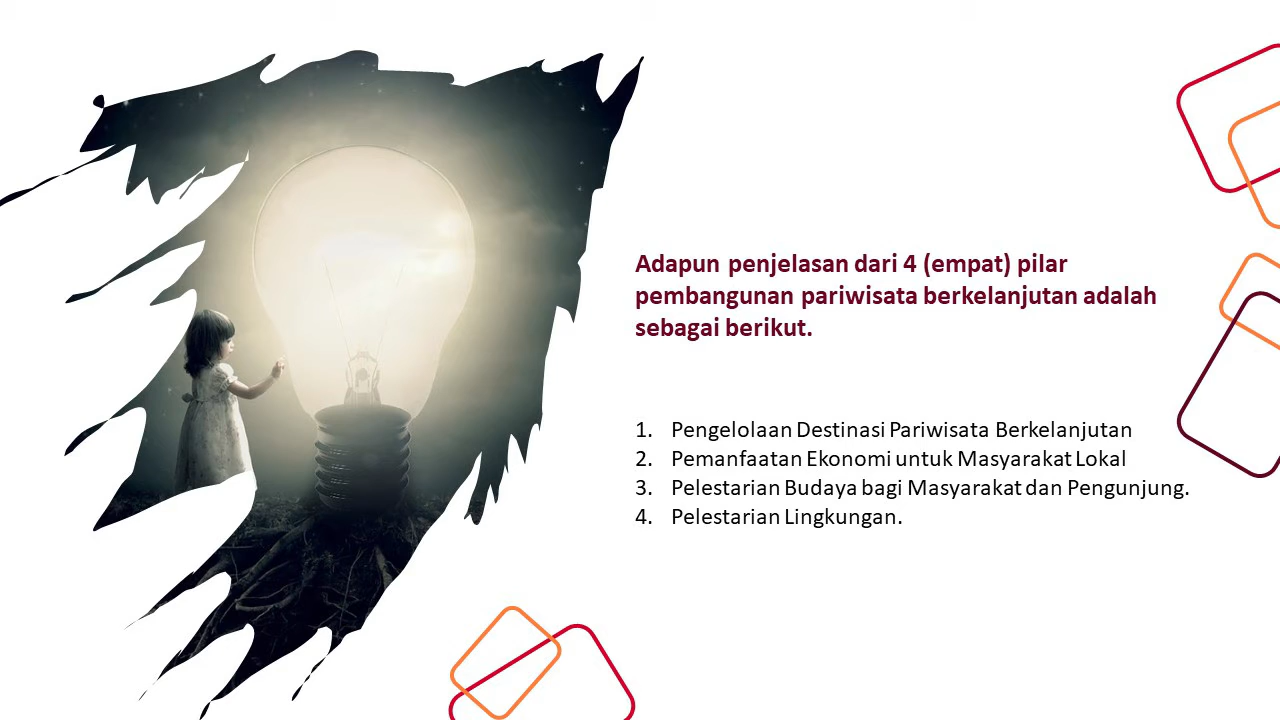 Adapun penjelasan dari 4 (empat) pilar
pembangunan pariwisata berkelanjutan adalah
sebagai berikut.
1. Pengelolaan Destinasi Pariwisata Berkelanjutan
2. Pemanfaatan Ekonomi untuk Masyarakat Lokal
3. Pelestarian Budaya bagi Masyarakat dan Pengunjung.
4. Pelestarian Lingkungan.